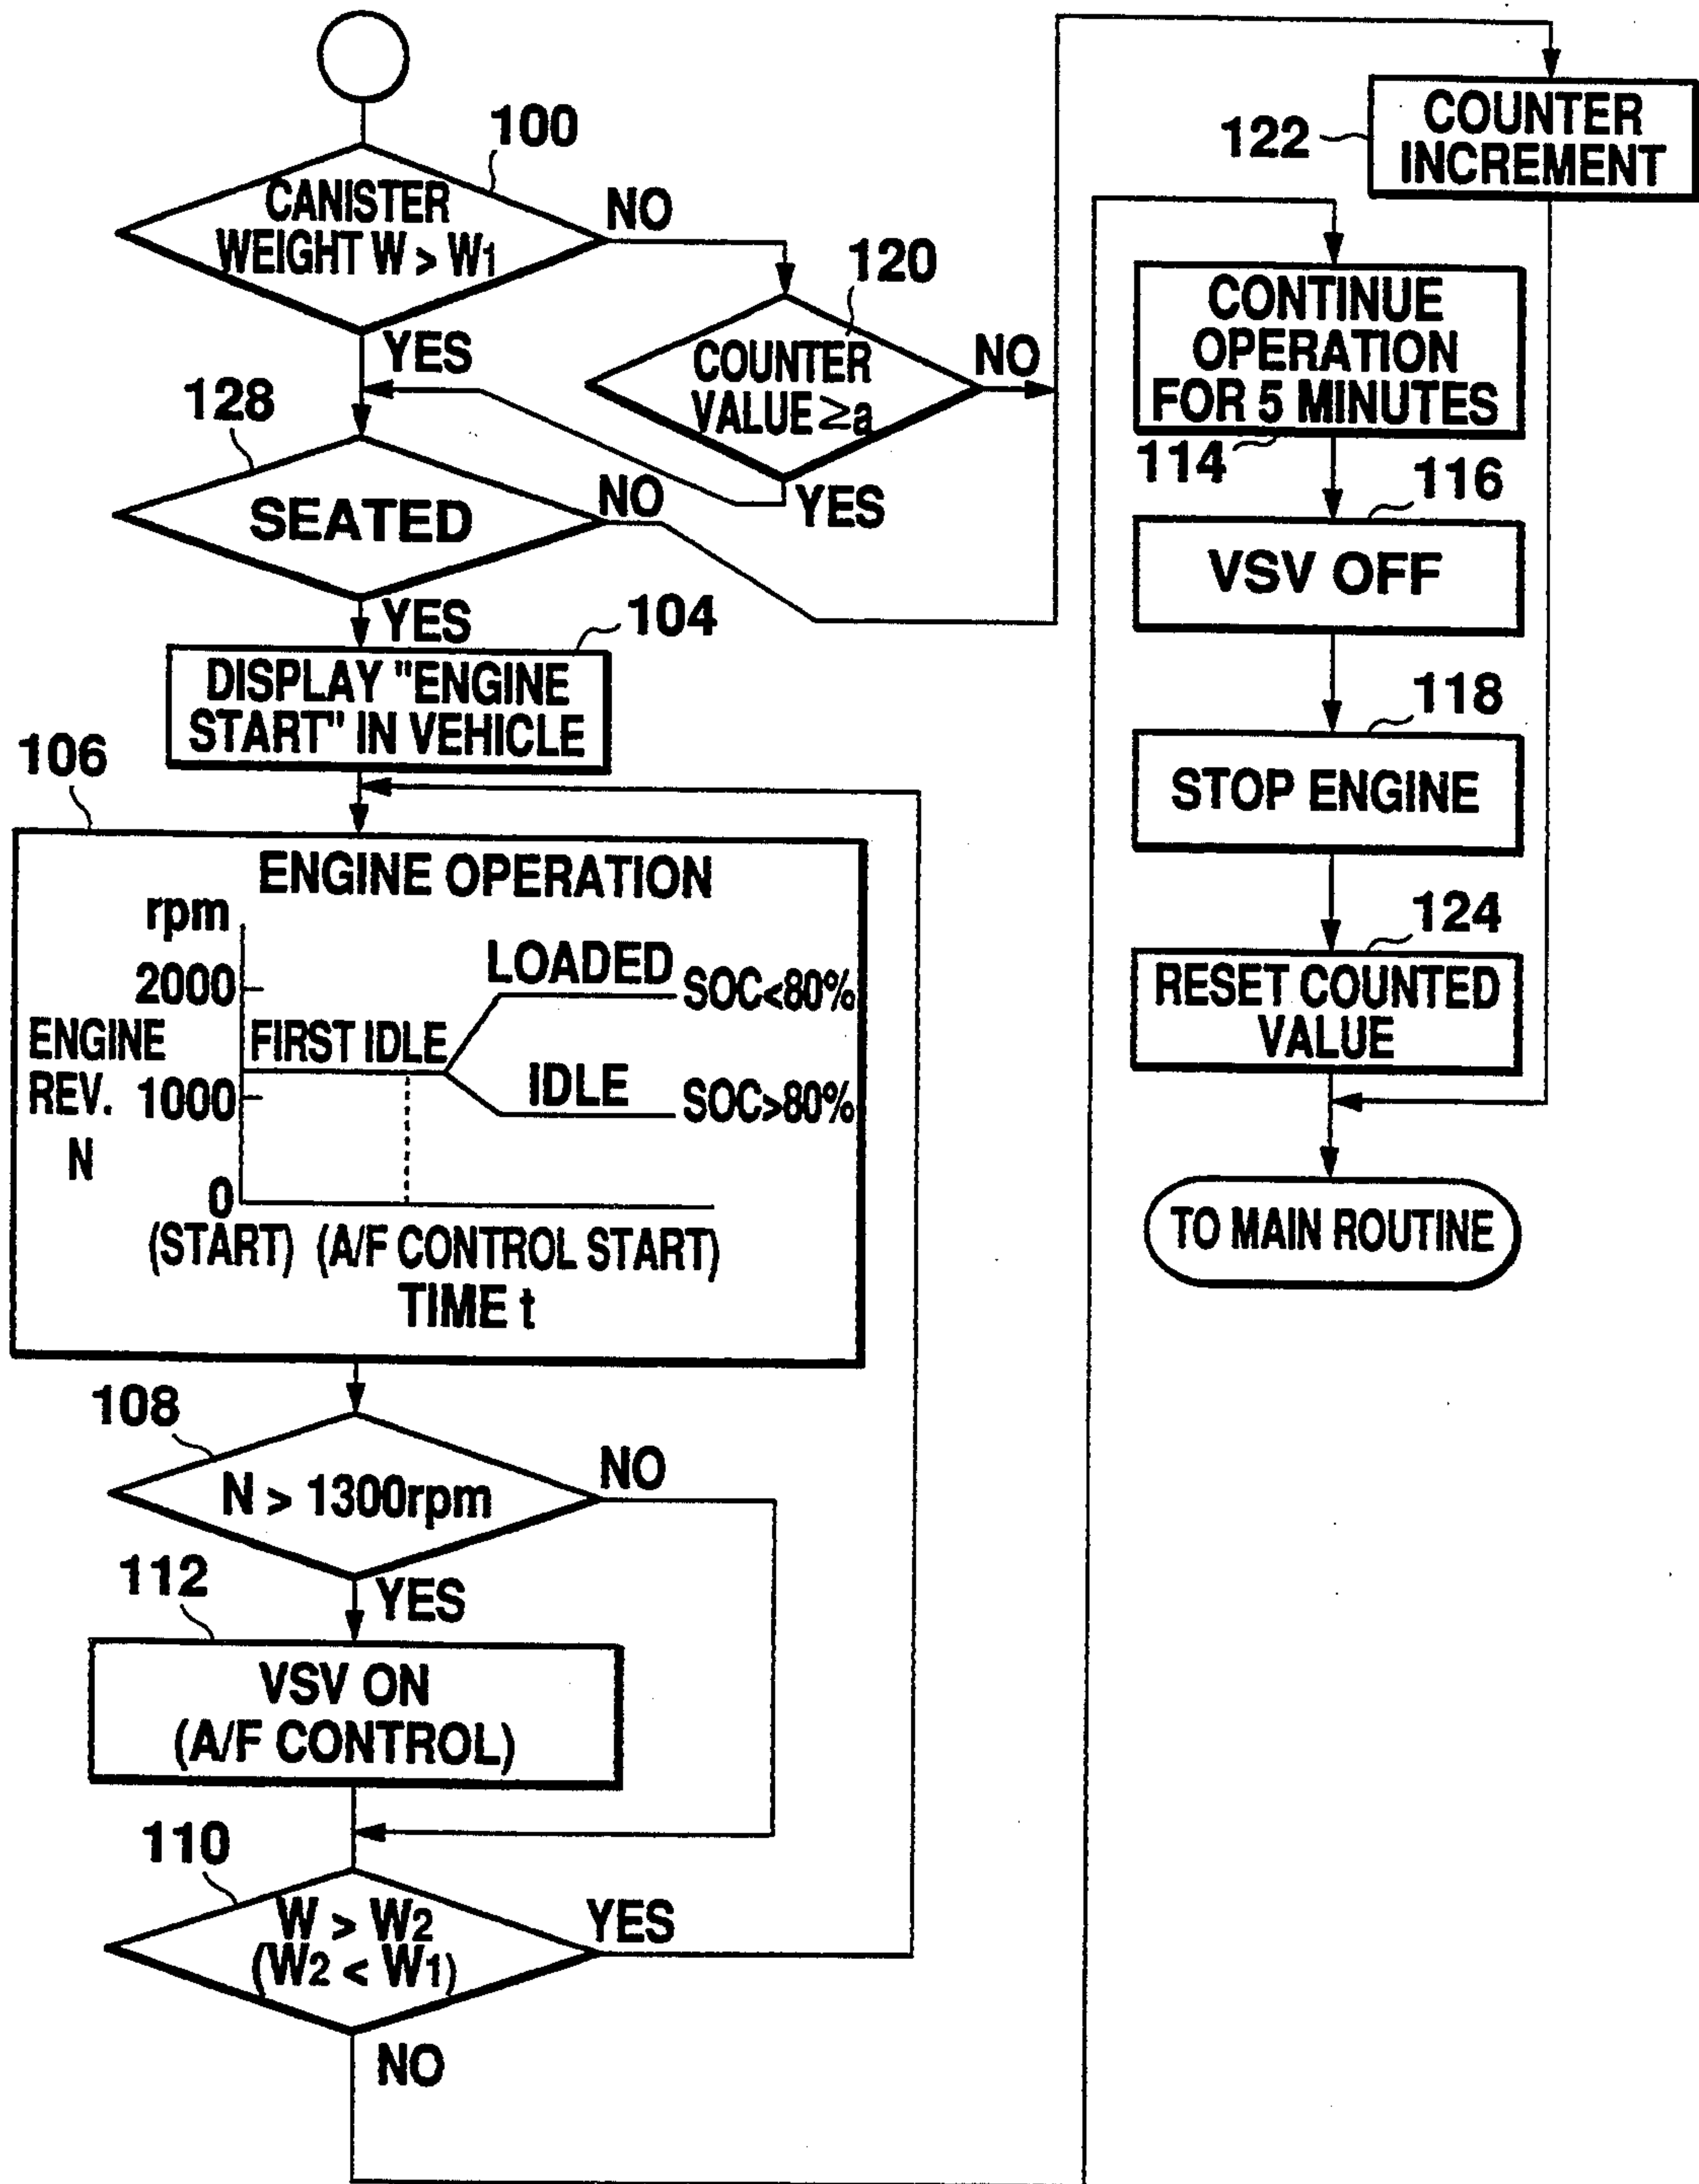 100
CANISTER
WEIGHT W > W1
NO
YES
120
COUNTER
VALUE ≥a
NO
YES
128
SEATED
NO
YES
104
DISPLAY "ENGINE
START" IN VEHICLE
106
ENGINE OPERATION
rpm
2000
ENGINE
REV.
N
1000
0
FIRST IDLE
LOADED
SOC<80%
IDLE
SOC>80%
(START) (A/F CONTROL START)
TIME t
108
N > 1300rpm
NO
YES
112
VSV ON
(A/F CONTROL)
110
W > W2
(W2 < W1)
YES
NO
122
COUNTER
INCREMENT
CONTINUE
OPERATION
FOR 5 MINUTES
114
116
VSV OFF
118
STOP ENGINE
124
RESET COUNTED
VALUE
TO MAIN ROUTINE